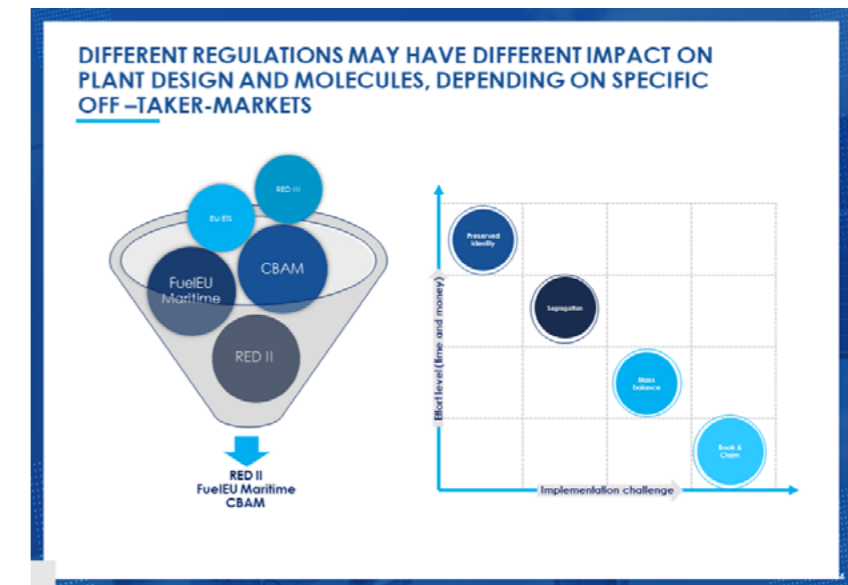 DIFFERENT REGULATIONS MAY HAVE DIFFERENT IMPACT ON
PLANT DESIGN AND MOLECULES, DEPENDING ON SPECIFIC
OFF –TAKER-MARKETS
RED III
EU ETS
CBAM
FuelEU
Maritime
RED II
RED II
FuelEU Maritime
CBAM
Effort level (time and money)
Preserved
Identity
Segregation
Mass
balance
Book &
Claim
Implementation challenge